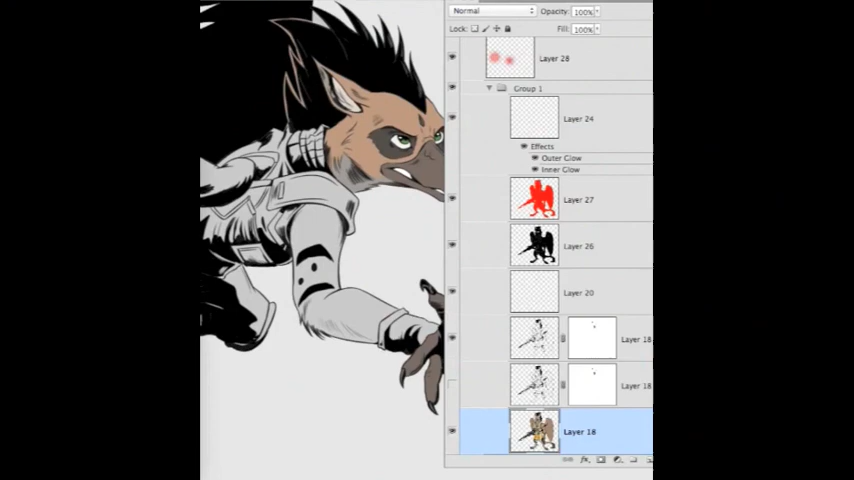 Normal Opacity: 100%
Lock: Fill: 100%
Layer 28
Group 1
Layer 24
Effects
Outer Glow
Inner Glow
Layer 27
Layer 26
Layer 20
Layer 18
Layer 18
Layer 18
fx